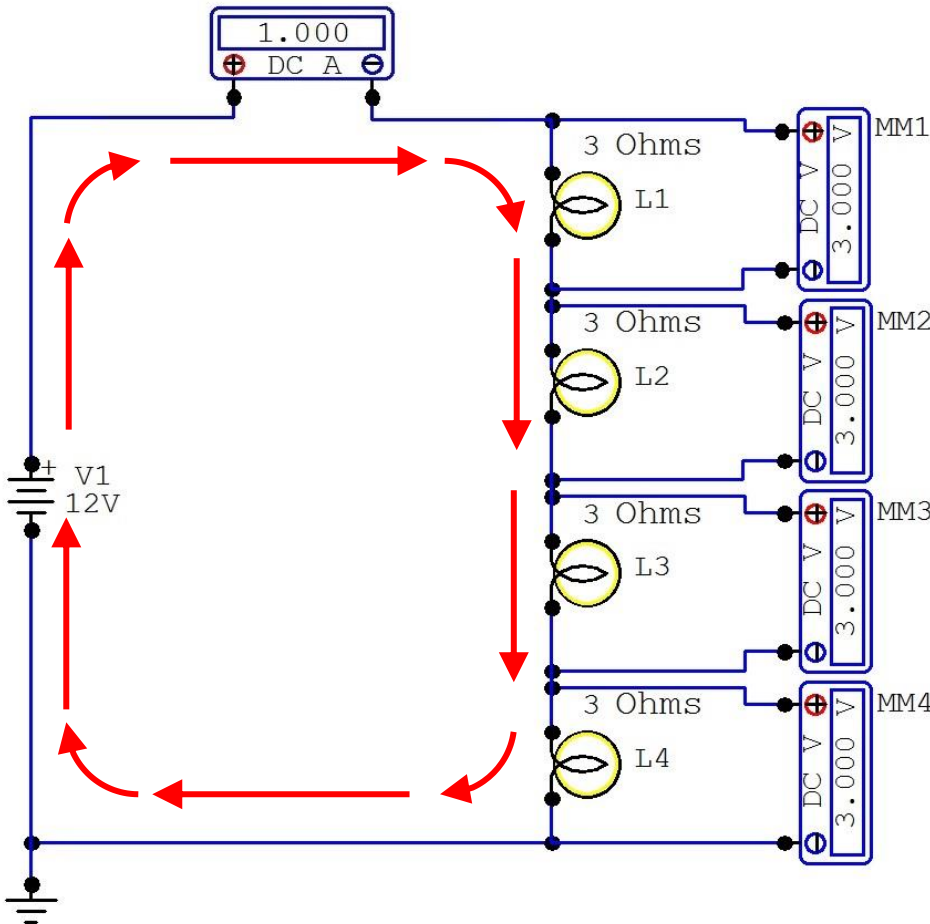 1.000
DC A
3 Ohms
L1
DC V
3.000 V
MM1
3 Ohms
L2
DC V
3.000 V
MM2
+
V1
12V
3 Ohms
L3
DC V
3.000 V
MM3
3 Ohms
L4
DC V
3.000 V
MM4